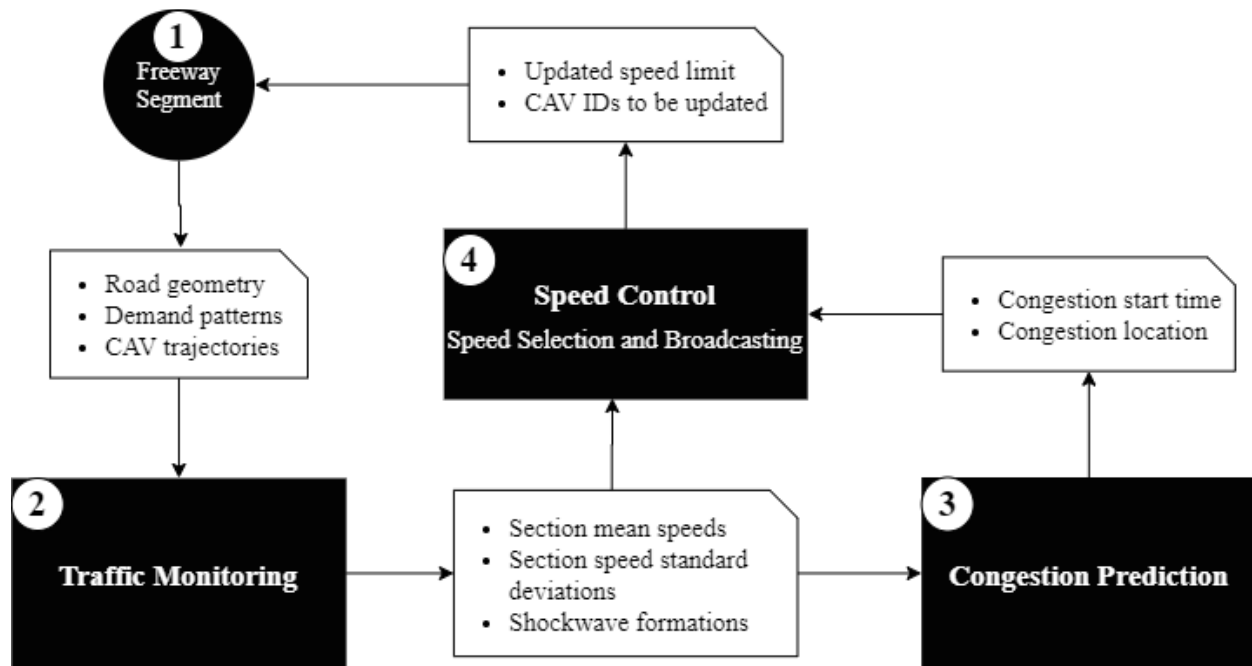 1
Freeway
Segment
• Updated speed limit
• CAV IDs to be updated
• Road geometry
• Demand patterns
• CAV trajectories
4
Speed Control
Speed Selection and Broadcasting
• Congestion start time
• Congestion location
2
Traffic Monitoring
• Section mean speeds
• Section speed standard
deviations
• Shockwave formations
3
Congestion Prediction